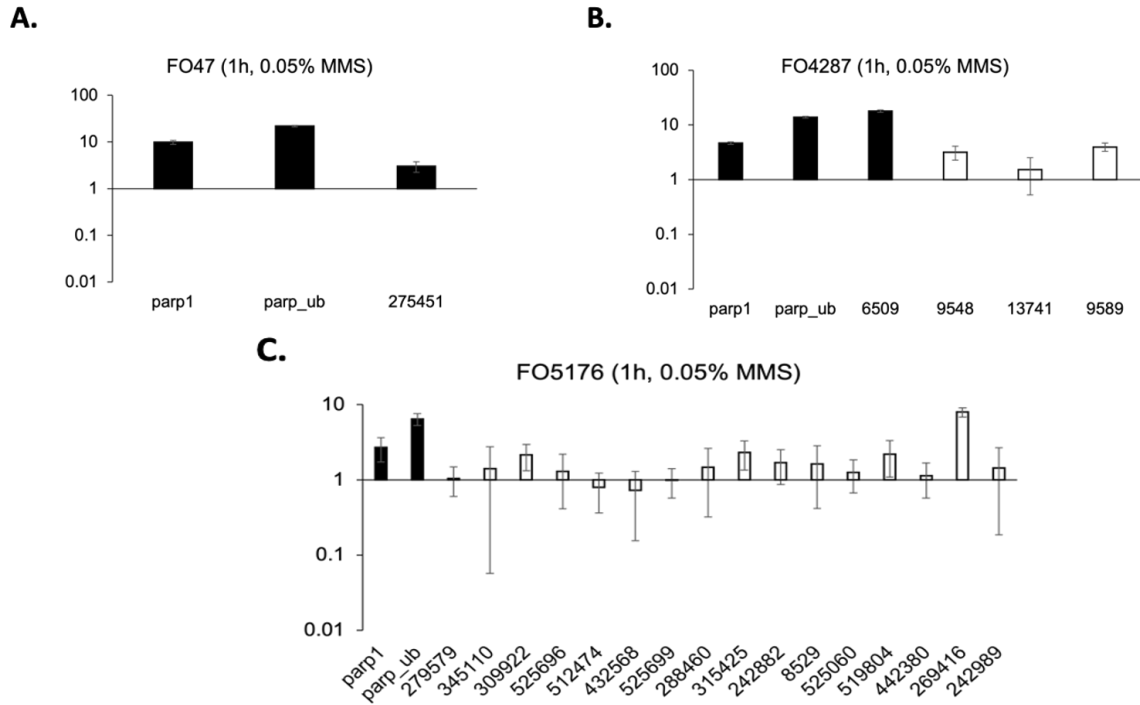 A.
FO47 (1h, 0.05% MMS)
100
10
1
0.1
0.01
parp1 parp_ub 275451
B.
FO4287 (1h, 0.05% MMS)
100
10
1
0.1
0.01
parp1 parp_ub 6509 9548 13741 9589
C.
FO5176 (1h, 0.05% MMS)
10
1
0.1
0.01
parp1 parp_ub 279579 345110 309922 525696 512474 432568 525699 288460 315425 242882 8529 525060 519804 442380 269416 242989